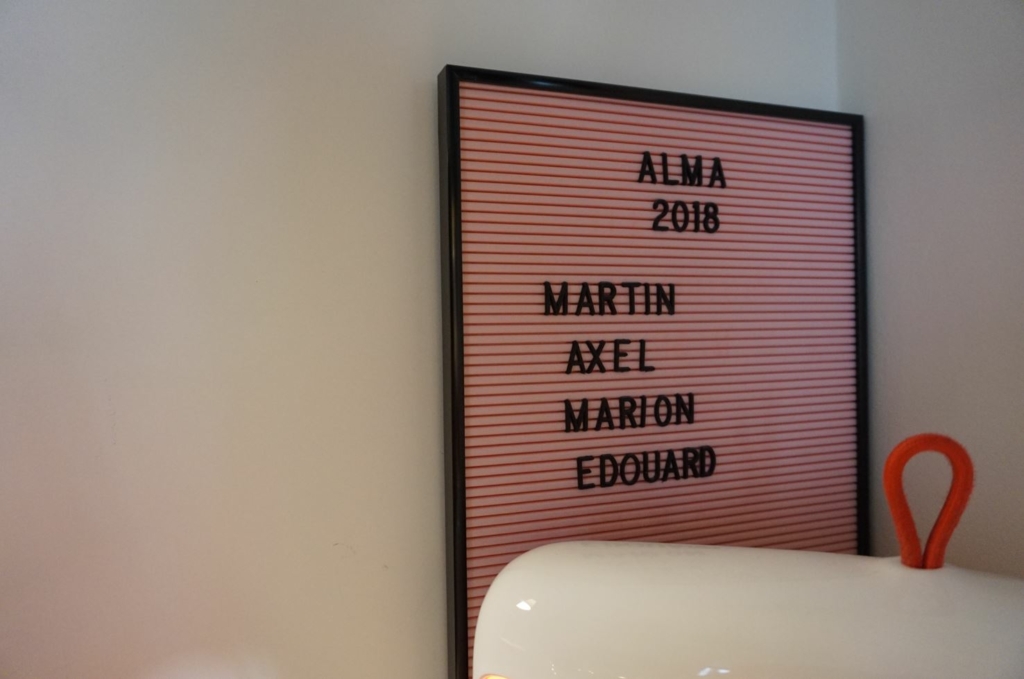 ALMA
2018
MARTIN
AXEL
MARION
EDOUARD